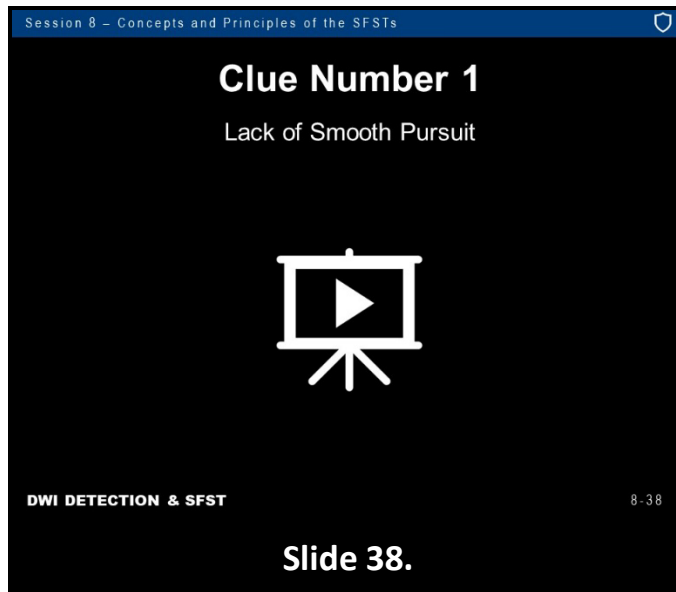 Session 8 – Concepts and Principles of the SFSTs
Clue Number 1
Lack of Smooth Pursuit
DWI DETECTION & SFST
8-38
Slide 38.